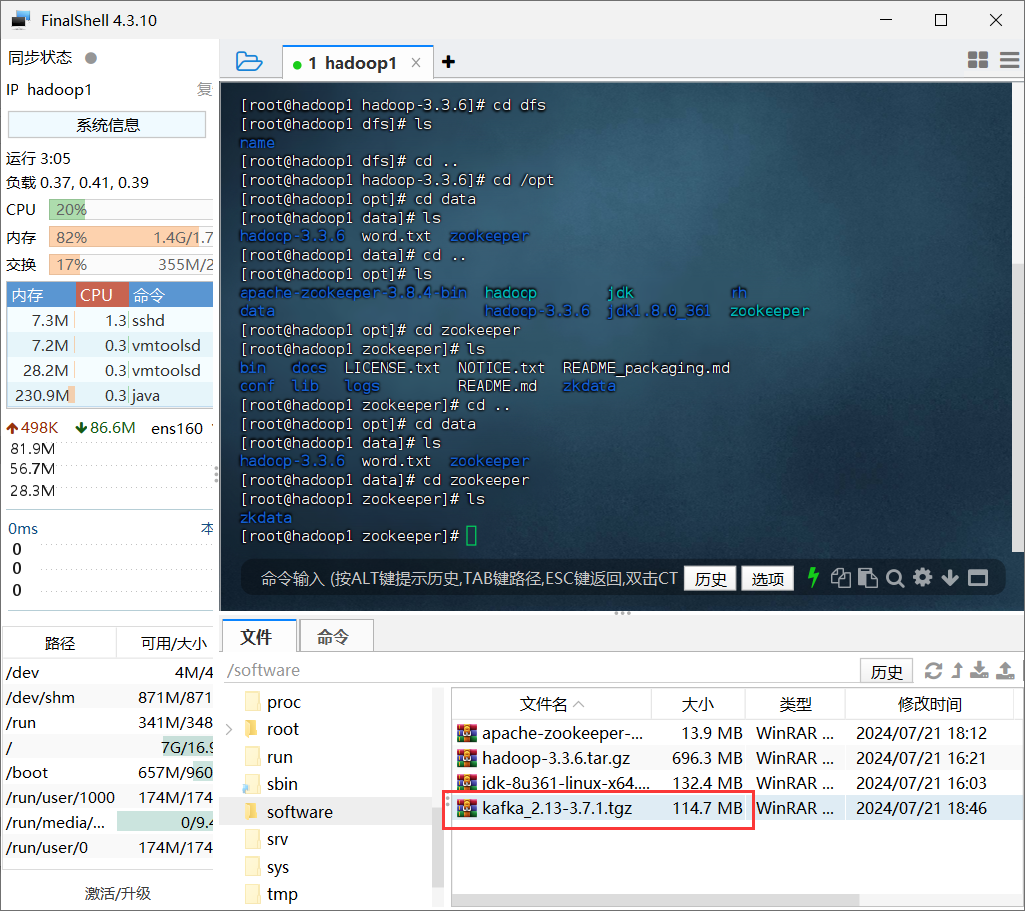 FinalShell 4.3.10
同步状态
IP hadoop1
复
系统信息
运行 3:05
负载 0.37, 0.41, 0.39
CPU 20%
内存 82% 1.4G/1.7
交换 17% 355M/2
内存 CPU 命令
7.3M 1.3 sshd
7.2M 0.3 vmtoolsd
28.2M 0.3 vmtoolsd
230.9M 0.3 java
498K 86.6M ens160
81.9M
56.7M
28.3M
0ms 本
0
0
0
路径 可用/大小
/dev 4M/4
/dev/shm 871M/871
/run 341M/348
/ 7G/16.9
/boot 657M/960
/run/user/1000 174M/174
/run/media/... 0/9.4
/run/user/0 174M/174
激活/升级
1 hadoop1
[root@hadoop1 hadoop-3.3.6]# cd dfs
[root@hadoop1 dfs]# ls
name
[root@hadoop1 dfs]# cd ..
[root@hadoop1 hadoop-3.3.6]# cd /opt
[root@hadoop1 opt]# cd data
[root@hadoop1 data]# ls
hadoop-3.3.6 word.txt zookeeper
[root@hadoop1 data]# cd ..
[root@hadoop1 opt]# ls
apache-zookeeper-3.8.4-bin hadoop jdk rh
data hadoop-3.3.6 jdk1.8.0_361 zookeeper
[root@hadoop1 opt]# cd zookeeper
[root@hadoop1 zookeeper]# ls
bin docs LICENSE.txt NOTICE.txt README_packaging.md
conf lib logs README.md zkdata
[root@hadoop1 zookeeper]# cd ..
[root@hadoop1 opt]# cd data
[root@hadoop1 data]# ls
hadoop-3.3.6 word.txt zookeeper
[root@hadoop1 data]# cd zookeeper
[root@hadoop1 zookeeper]# ls
zkdata
[root@hadoop1 zookeeper]#
命令输入 (按ALT键提示历史,TAB键路径,ESC键返回,双击CT 历史 选项
文件 命令
/software 历史
proc
root
run
sbin
software
srv
sys
tmp
文件名 大小 类型 修改时间
apache-zookeeper-... 13.9 MB WinRAR ... 2024/07/21 18:12
hadoop-3.3.6.tar.gz 696.3 MB WinRAR ... 2024/07/21 16:21
jdk-8u361-linux-x64.... 132.4 MB WinRAR ... 2024/07/21 16:03
kafka_2.13-3.7.1.tgz 114.7 MB WinRAR ... 2024/07/21 18:46